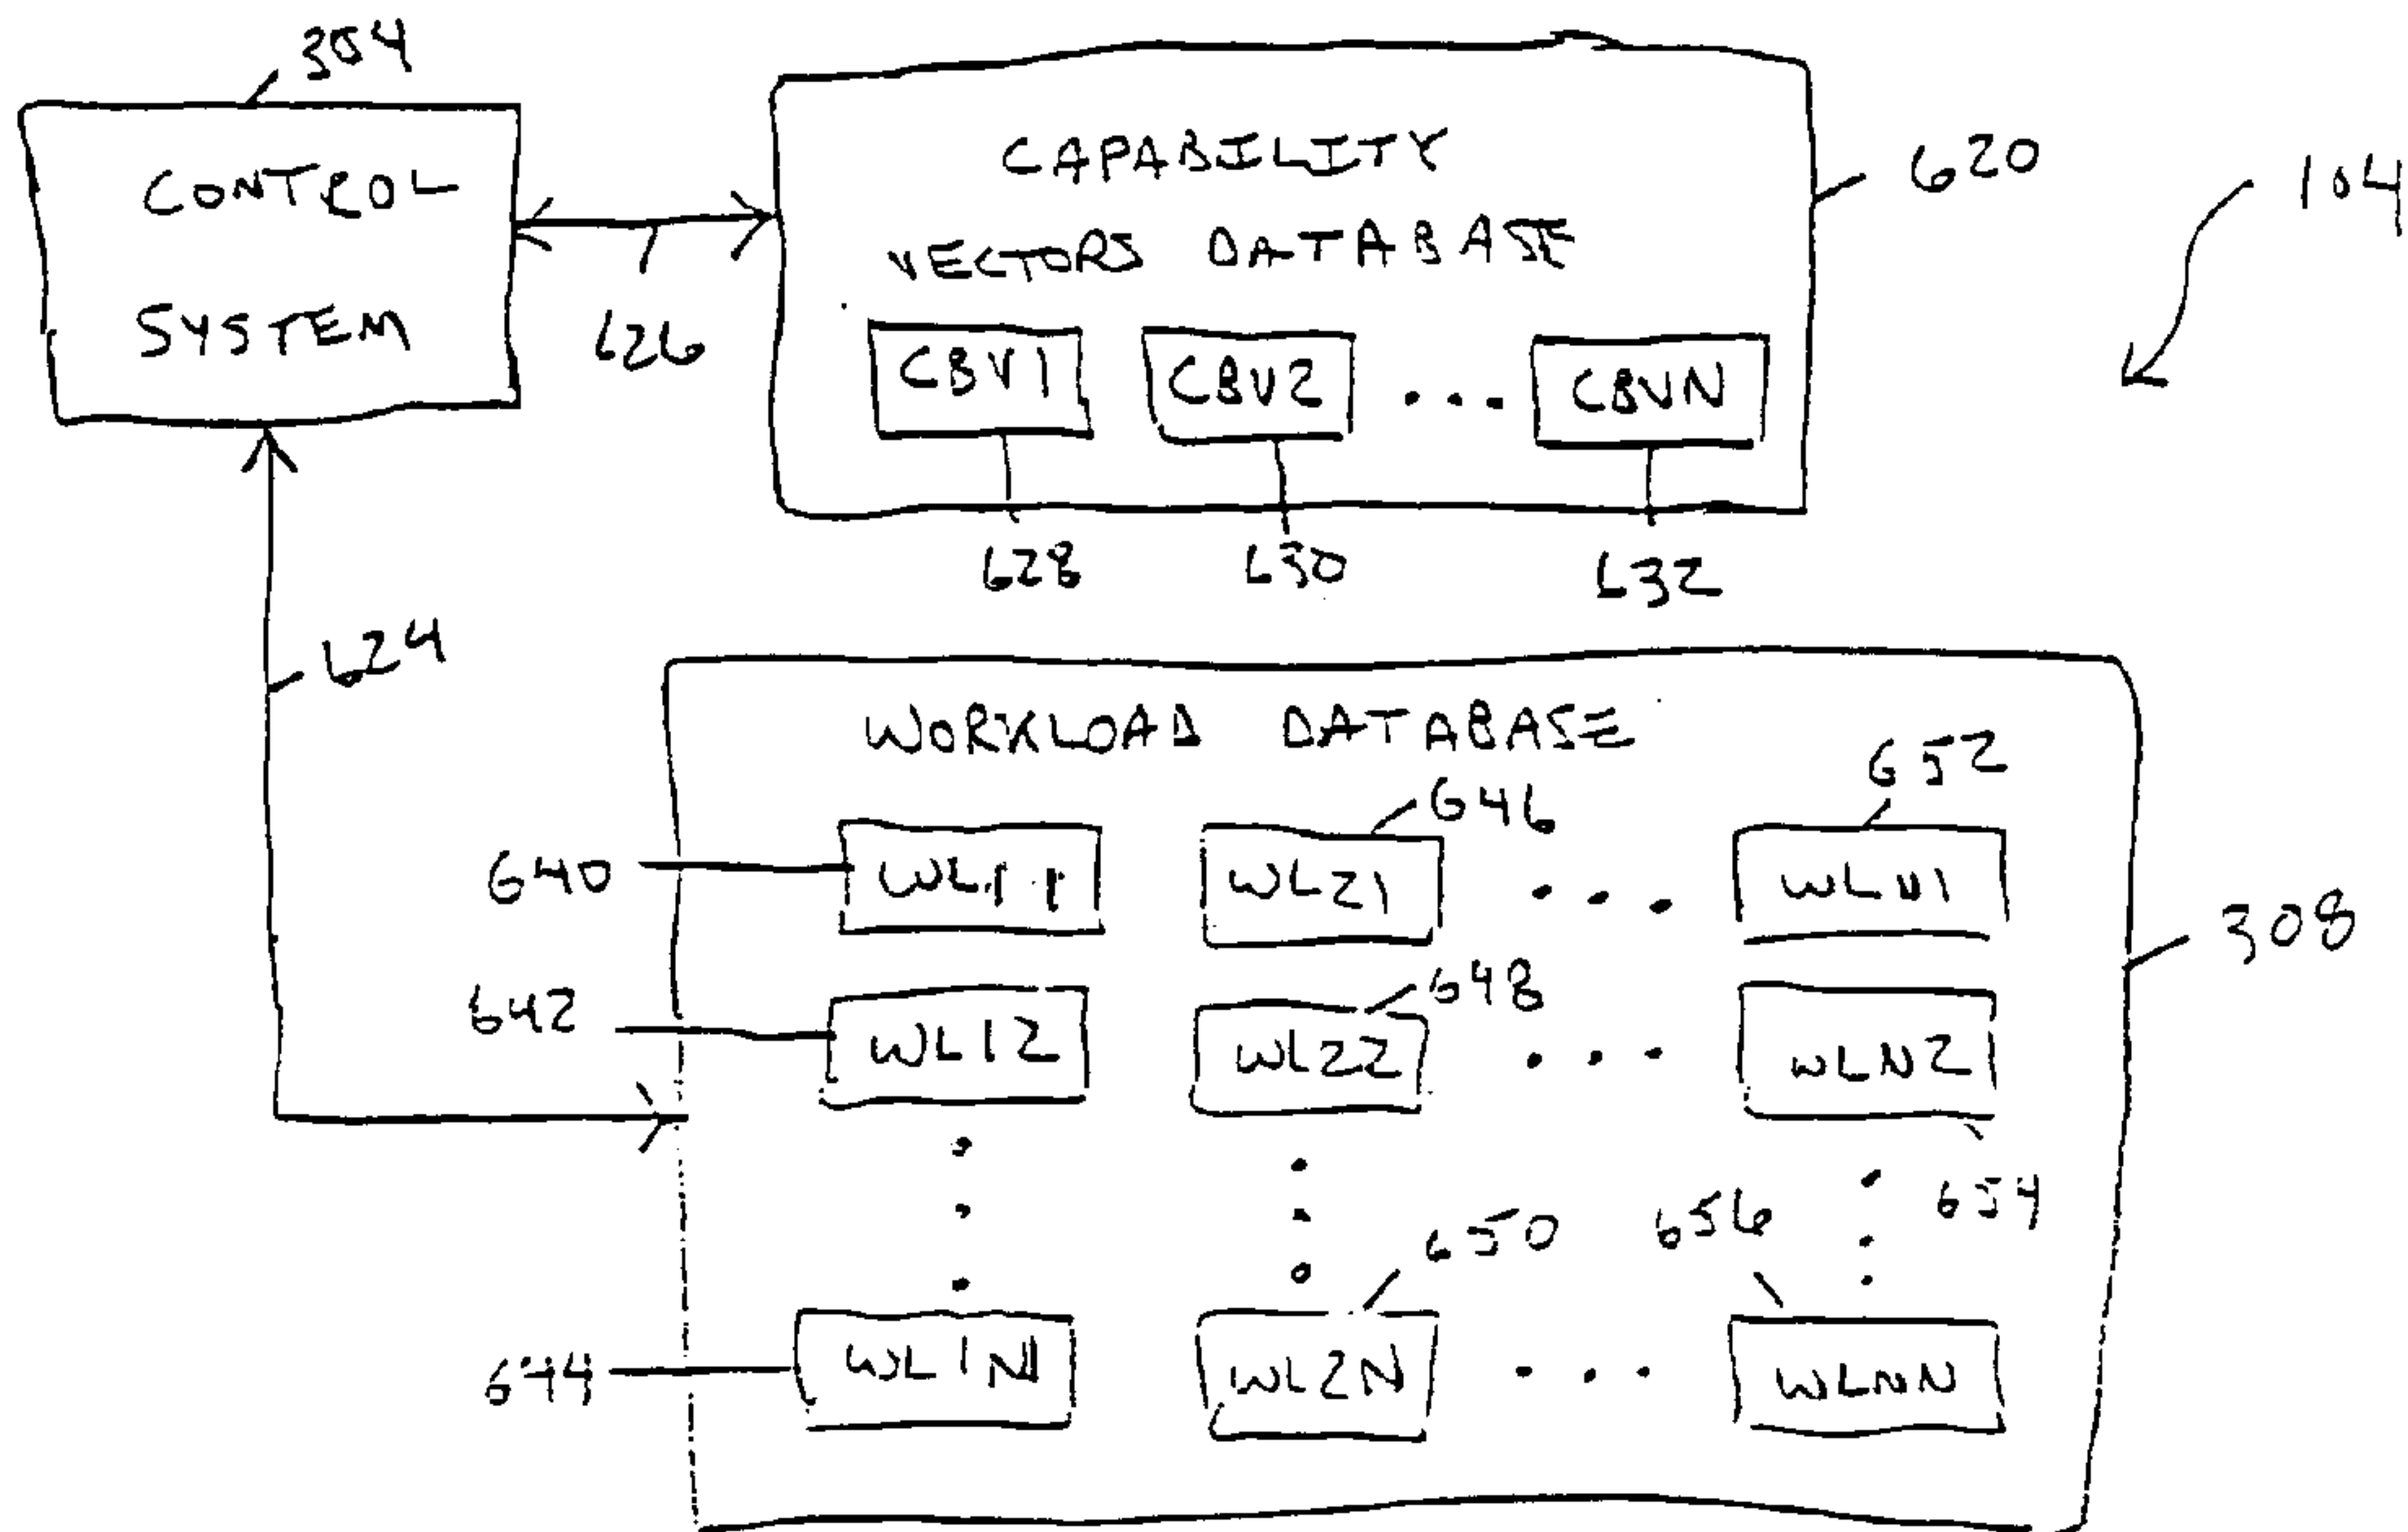 304
CONTROL
SYSTEM
626
CAPABILITY
VECTORS DATABASE
CBV1 CBV2 ... CBVN
620
104
628 630 632
624
WORKLOAD DATABASE
652
646
640 WL11 WL21 ... WLN1
308
648
642 WL12 WL22 ... WLN2
654
650 656
644 WL1N WL2N ... WLNN